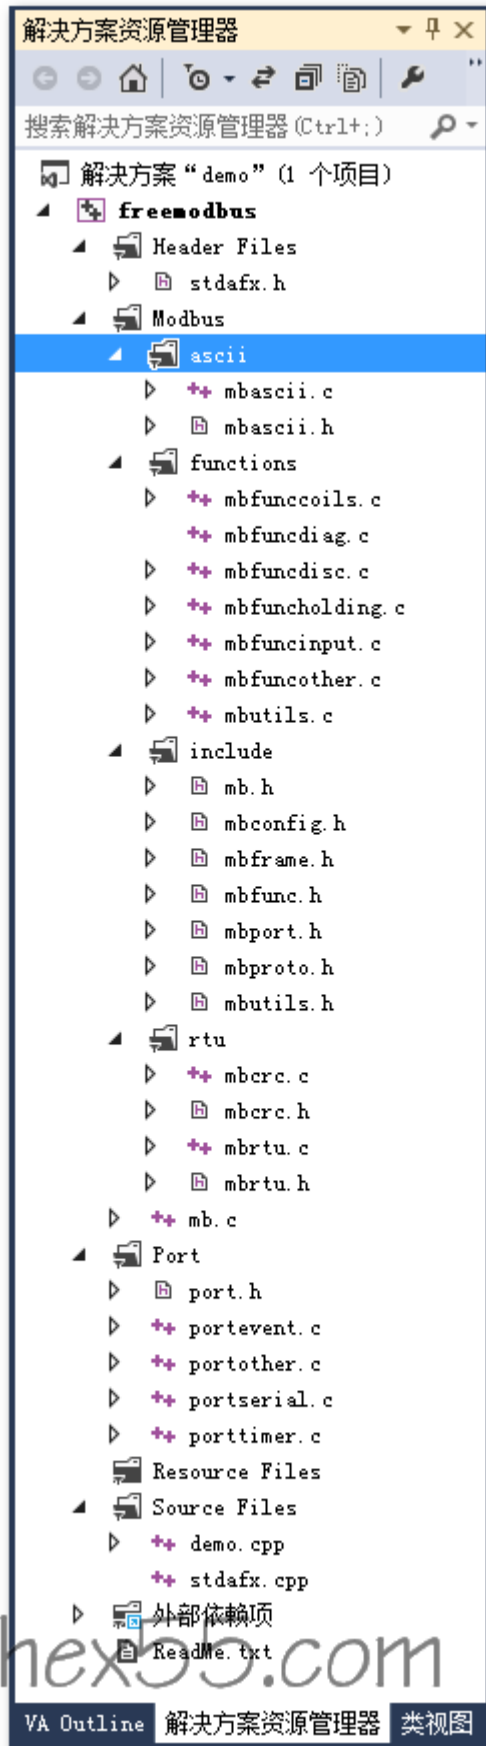 解决方案资源管理器
搜索解决方案资源管理器(Ctrl+;)
解决方案“demo”(1 个项目)
freemodbus
Header Files
stdafx.h
Modbus
ascii
mbascii.c
mbascii.h
functions
mbfunccoils.c
mbfuncdiag.c
mbfuncdisc.c
mbfuncholding.c
mbfuncinput.c
mbfuncother.c
mbutils.c
include
mb.h
mbconfig.h
mbframe.h
mbfunc.h
mbport.h
mbproto.h
mbutils.h
rtu
mbcrc.c
mbcrc.h
mbrtu.c
mbrtu.h
mb.c
Port
port.h
portevent.c
portother.c
portserial.c
porttimer.c
Resource Files
Source Files
demo.cpp
stdafx.cpp
外部依赖项
ReadMe.txt
hex55.com
VA Outline 解决方案资源管理器 类视图